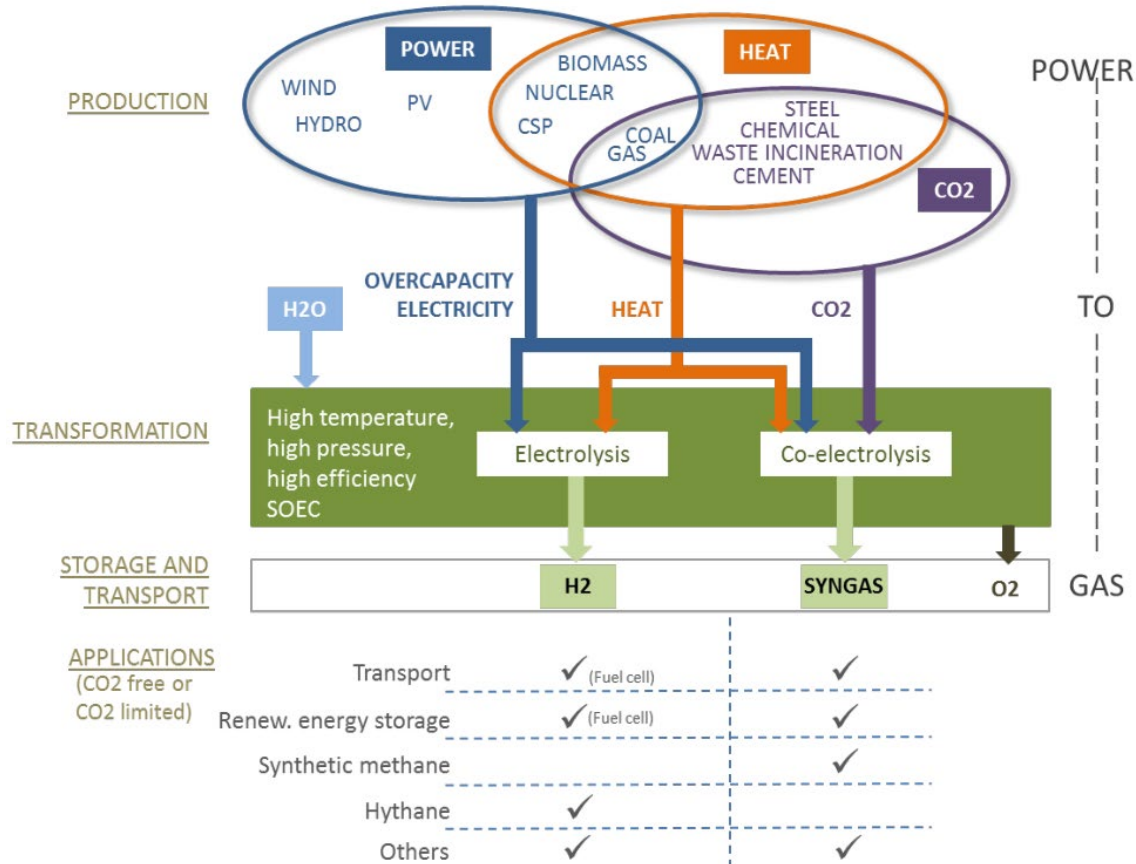 POWER
HEAT
POWER
BIOMASS
WIND
NUCLEAR
PRODUCTION
PV
STEEL
HYDRO
CSP
COAL
CHEMICAL
GAS
WASTE INCINERATION
CEMENT
CO2
OVERCAPACITY
ELECTRICITY
H2O
HEAT
CO2
TO
TRANSFORMATION
High temperature,
high pressure,
high efficiency
SOEC
Electrolysis
Co-electrolysis
STORAGE AND
TRANSPORT
H2
SYNGAS
O2
GAS
APPLICATIONS
(CO2 free or
CO2 limited)
Transport
(Fuel cell)
Renew. energy storage
(Fuel cell)
Synthetic methane
Hythane
Others